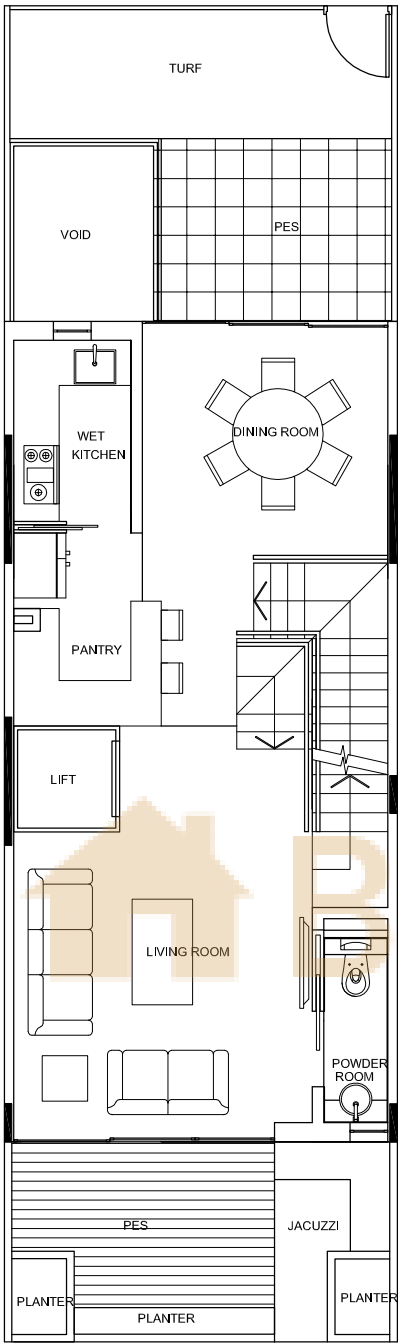 TURF
VOID
PES
WET
KITCHEN
DINING ROOM
PANTRY
LIFT
B
LIVING ROOM
POWDER
ROOM
PES
JACUZZI
PLANTER
PLANTER
PLANTER